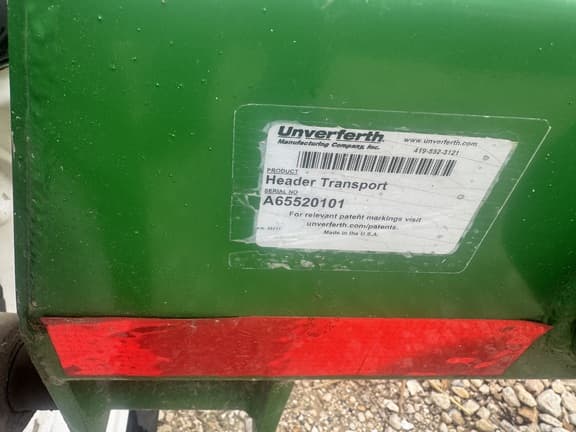 Unverferth www.unverferth.com
Manufacturing Company, Inc. 419-532-3121
PRODUCT
Header Transport
SERIAL NO
A65520101
For relevant patent markings visit
unverferth.com/patents.
Made in the U.S.A.